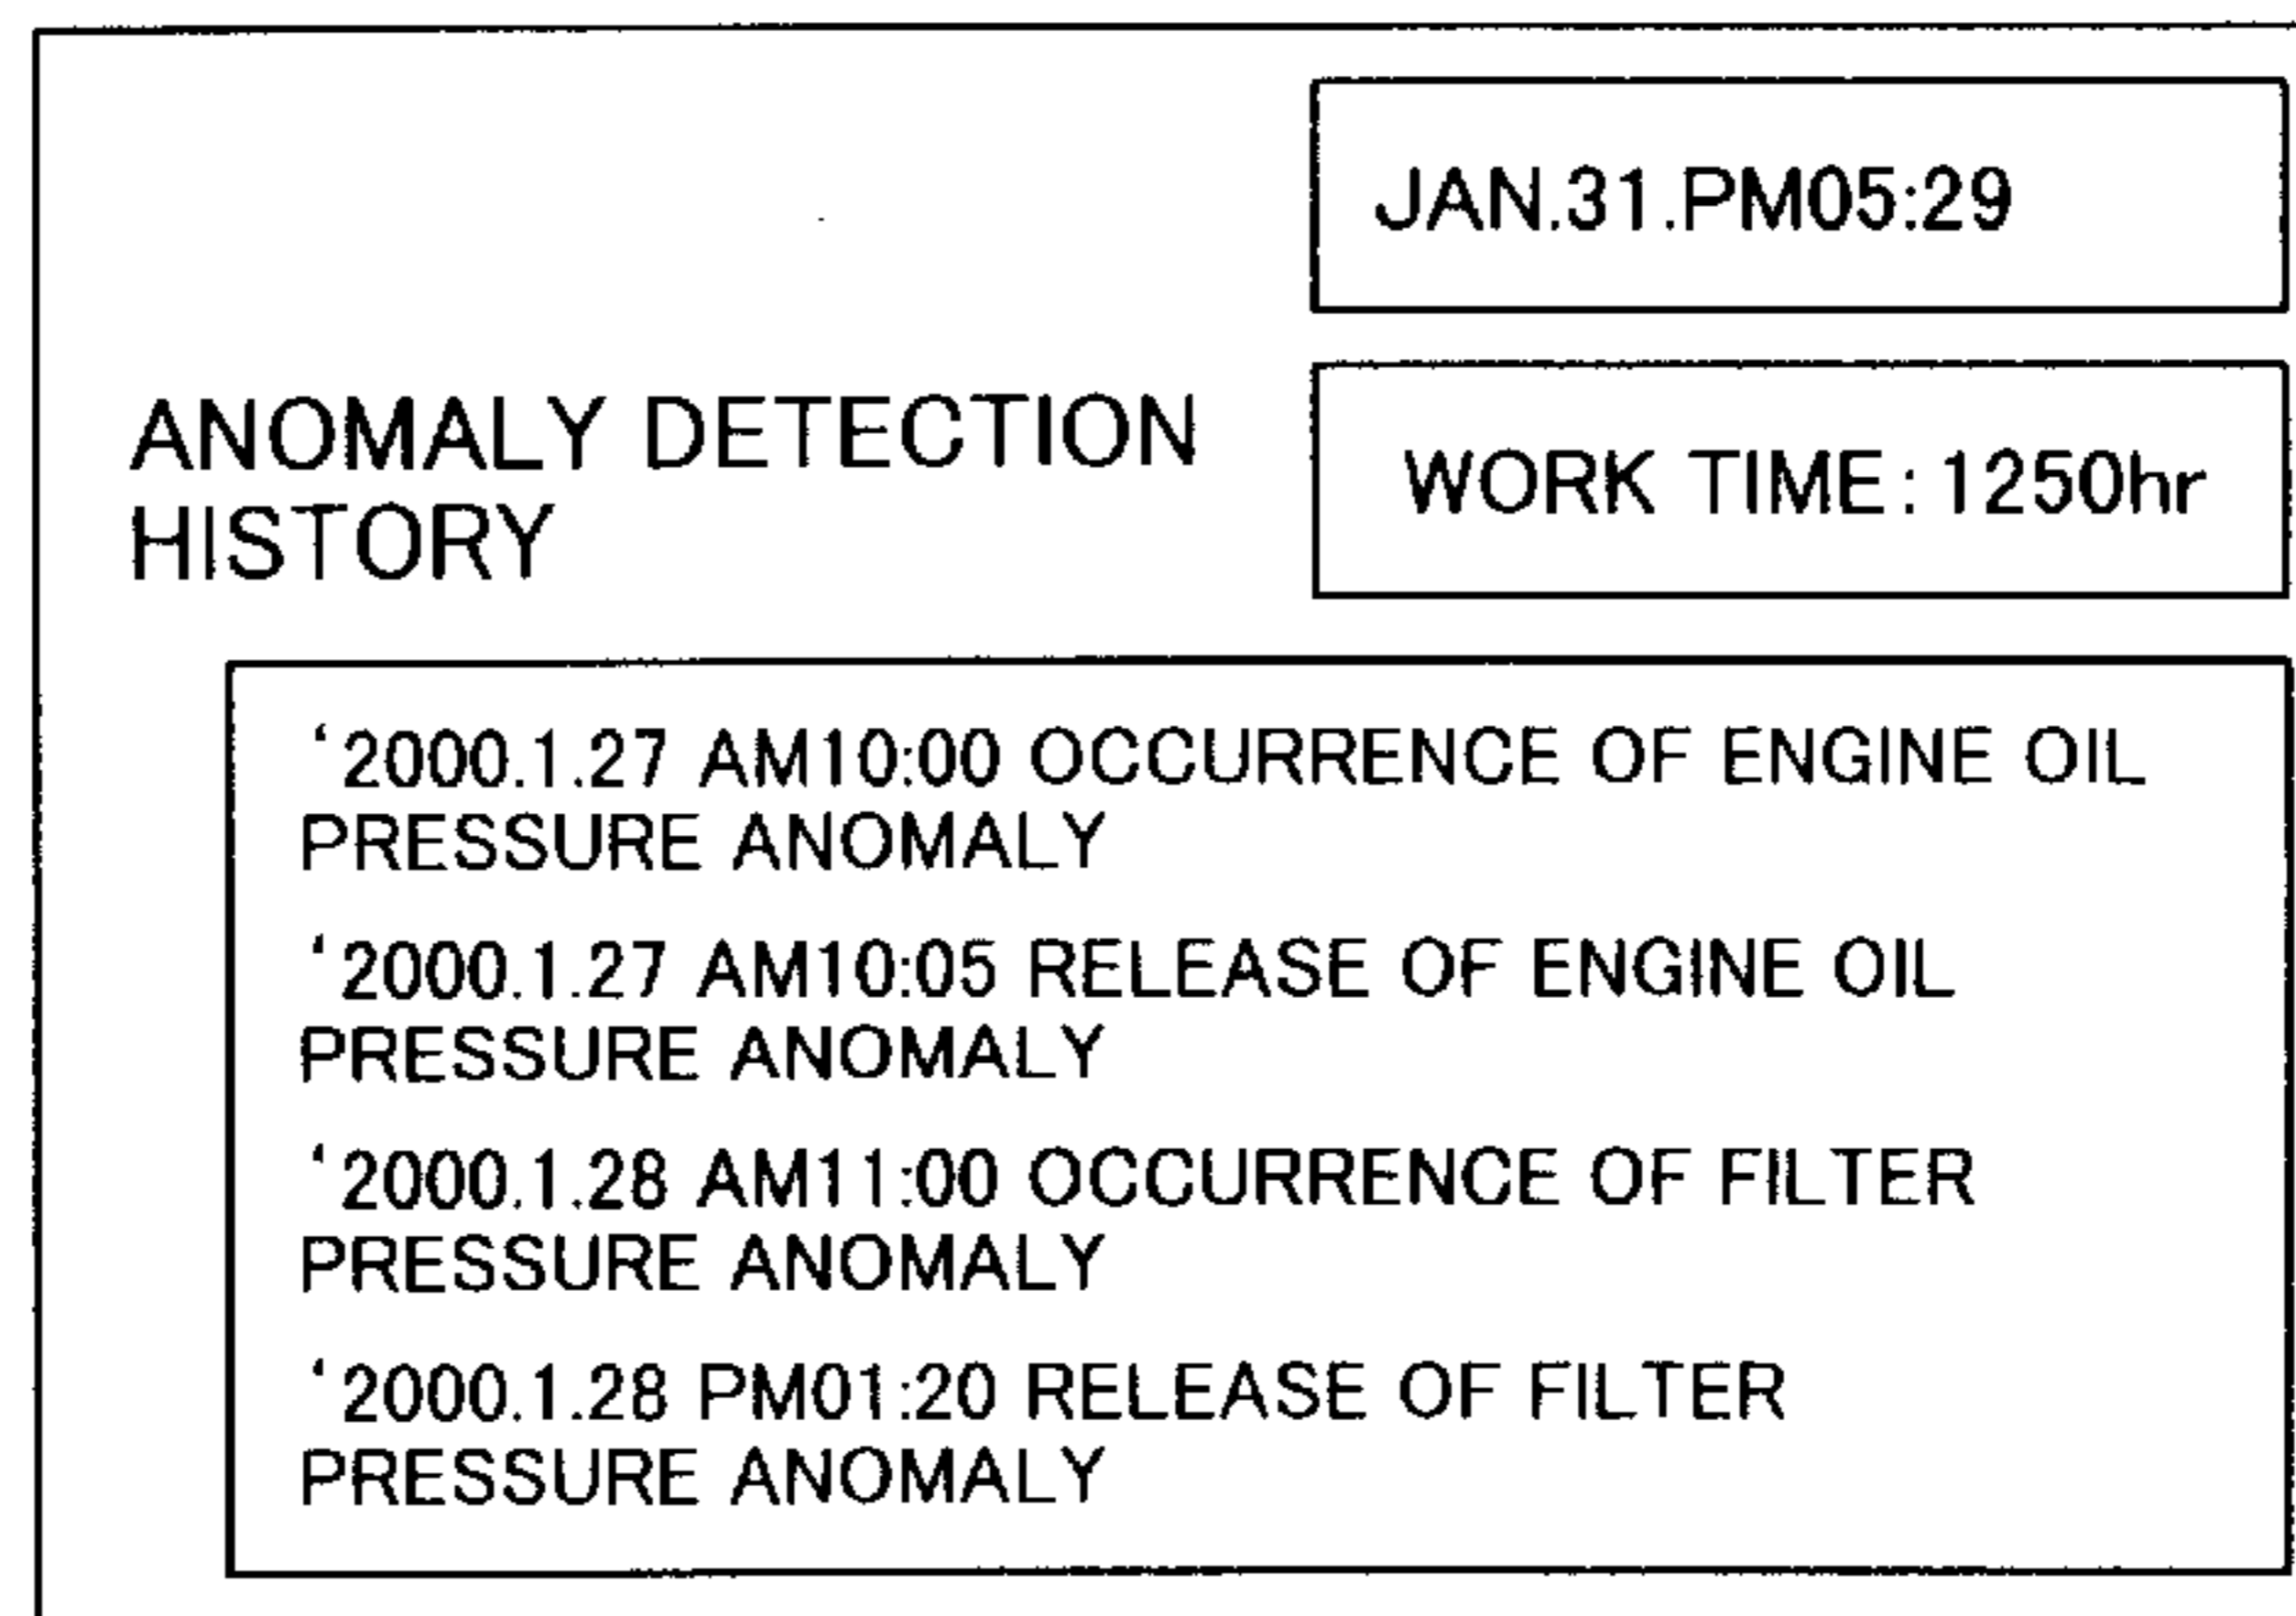 JAN.31.PM05:29
ANOMALY DETECTION
HISTORY
WORK TIME: 1250hr
‘2000.1.27 AM10:00 OCCURRENCE OF ENGINE OIL
PRESSURE ANOMALY
‘2000.1.27 AM10:05 RELEASE OF ENGINE OIL
PRESSURE ANOMALY
‘2000.1.28 AM11:00 OCCURRENCE OF FILTER
PRESSURE ANOMALY
‘2000.1.28 PM01:20 RELEASE OF FILTER
PRESSURE ANOMALY